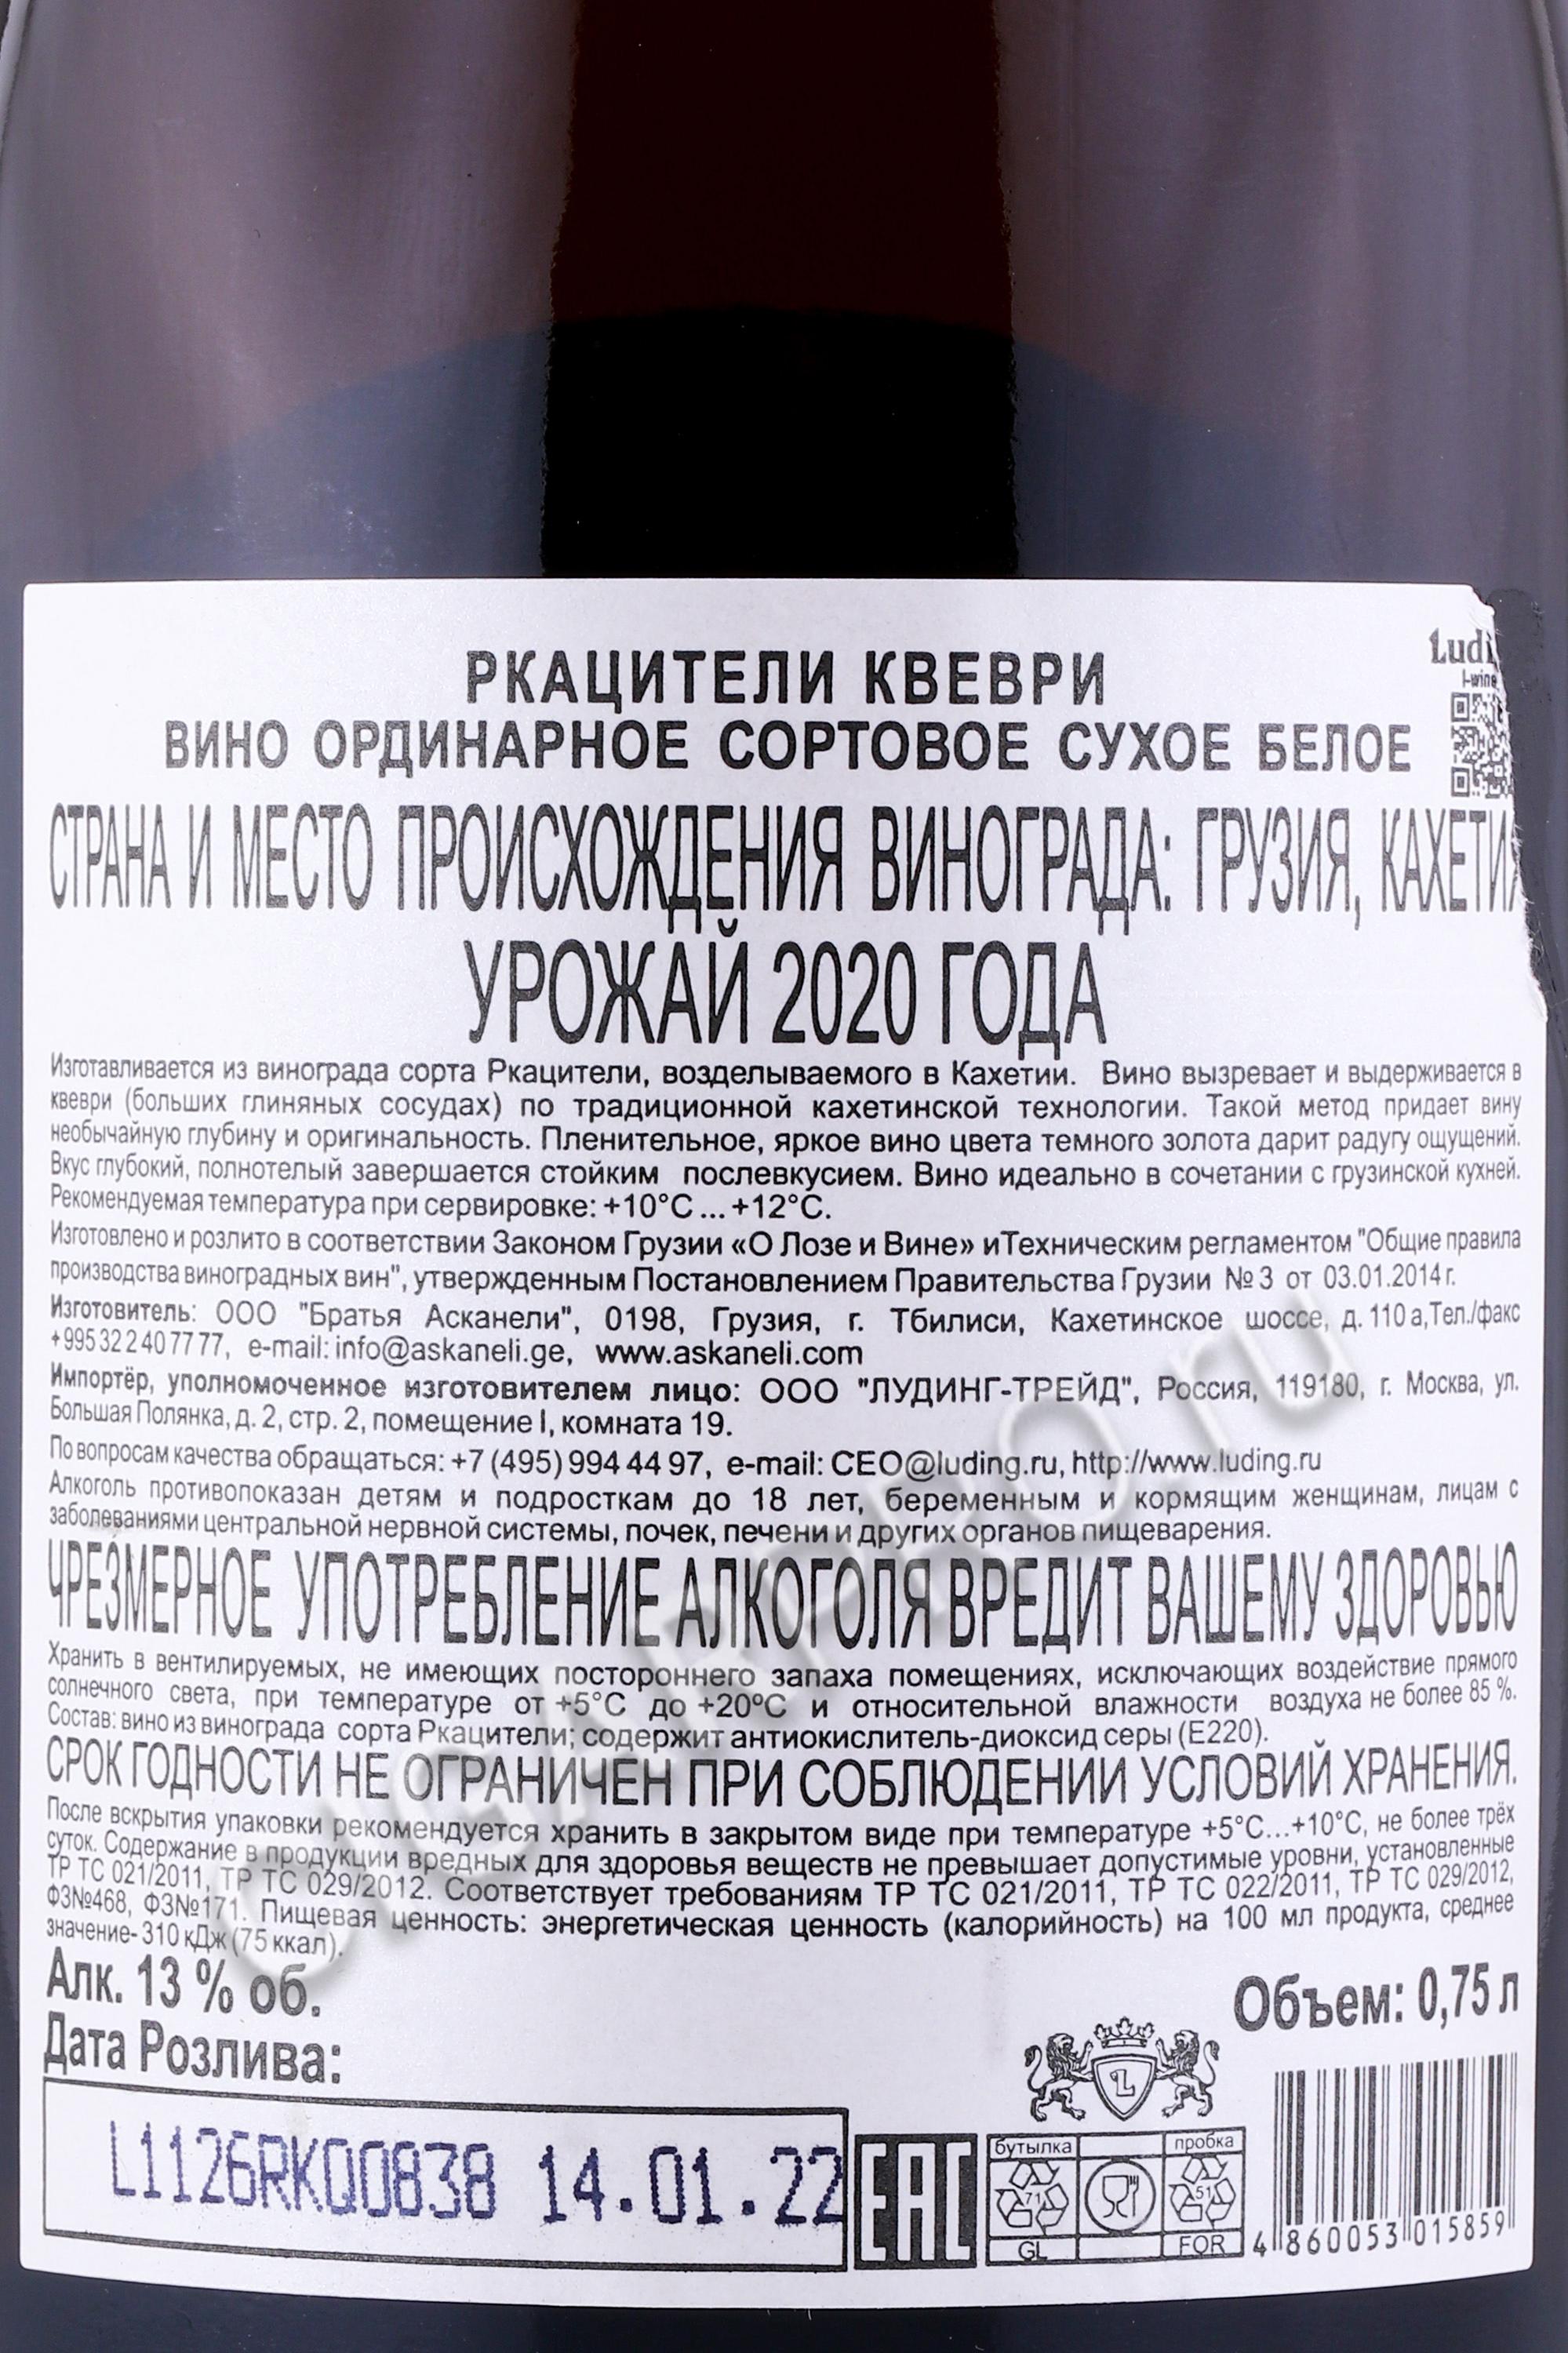 Ludi
i-wine
РКАЦИТЕЛИ КВЕВРИ
ВИНО ОРДИНАРНОЕ СОРТОВОЕ СУХОЕ БЕЛОЕ
СТРАНА И МЕСТО ПРОИСХОЖДЕНИЯ ВИНОГРАДА: ГРУЗИЯ, КАХЕТИЯ
УРОЖАЙ 2020 ГОДА
Изготавливается из винограда сорта Ркацители, возделываемого в Кахетии. Вино вызревает и выдерживается в
квеври (больших глиняных сосудах) по традиционной кахетинской технологии. Такой метод придает вину
необычайную глубину и оригинальность. Пленительное, яркое вино цвета темного золота дарит радугу ощущений.
Вкус глубокий, полнотелый завершается стойким послевкусием. Вино идеально в сочетании с грузинской кухней.
Рекомендуемая температура при сервировке: +10°С ... +12°С.
Изготовлено и розлито в соответствии Законом Грузии «О Лозе и Вине» иТехническим регламентом "Общие правила
производства виноградных вин", утвержденным Постановлением Правительства Грузии №3 от 03.01.2014 г.
Изготовитель: ООО "Братья Асканели", 0198, Грузия, г. Тбилиси, Кахетинское шоссе, д. 110 а,Тел./факс
+995 32 2 40 77 77, e-mail: info@askaneli.ge, www.askaneli.com
Импортёр, уполномоченное изготовителем лицо: ООО "ЛУДИНГ-ТРЕЙД", Россия, 119180, г. Москва, ул.
Большая Полянка, д. 2, стр. 2, помещение I, комната 19.
По вопросам качества обращаться: +7 (495) 994 44 97, e-mail: CEO@luding.ru, http://www.luding.ru
Алкоголь противопоказан детям и подросткам до 18 лет, беременным и кормящим женщинам, лицам с
заболеваниями центральной нервной системы, почек, печени и других органов пищеварения.
ЧРЕЗМЕРНОЕ УПОТРЕБЛЕНИЕ АЛКОГОЛЯ ВРЕДИТ ВАШЕМУ ЗДОРОВЬЮ
Хранить в вентилируемых, не имеющих постороннего запаха помещениях, исключающих воздействие прямого
солнечного света, при температуре от +5°С до +20°С и относительной влажности воздуха не более 85 %.
Состав: вино из винограда сорта Ркацители; содержит антиокислитель-диоксид серы (Е220).
СРОК ГОДНОСТИ НЕ ОГРАНИЧЕН ПРИ СОБЛЮДЕНИИ УСЛОВИЙ ХРАНЕНИЯ.
После вскрытия упаковки рекомендуется хранить в закрытом виде при температуре +5°С...+10°С, не более трёх
суток. Содержание в продукции вредных для здоровья веществ не превышает допустимые уровни, установленные
ТР ТС 021/2011, ТР ТС 029/2012. Соответствует требованиям ТР ТС 021/2011, ТР ТС 022/2011, ТР ТС 029/2012,
ФЗ№468, ФЗ№171. Пищевая ценность: энергетическая ценность (калорийность) на 100 мл продукта, среднее
значение- 310 кДж (75 ккал).
Алк. 13 % об.
Объем: 0,75 л
Дата Розлива:
L1126RKQ0838 14.01.22
EAC
L
бутылка
пробка
71
51
GL
FOR
4 860053 015859
CIGARPRO.ru